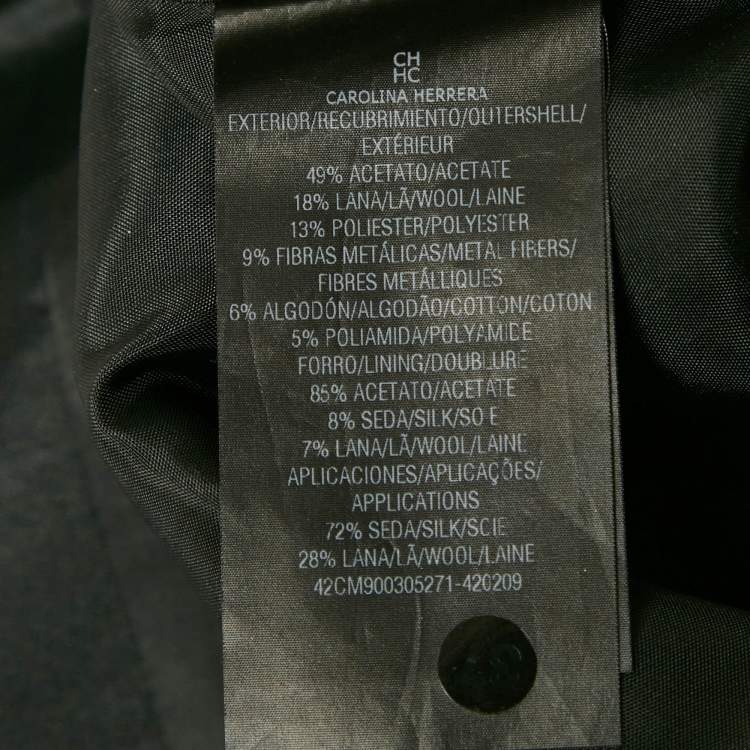 CH
HC
CAROLINA HERRERA
EXTERIOR/RECUBRIMIENTO/OUTERSHELL/
EXTÉRIEUR
49% ACETATO/ACETATE
18% LANA/LÃ/WOOL/LAINE
13% POLIESTER/POLYESTER
9% FIBRAS METÁLICAS/METAL FIBERS/
FIBRES METÁLLIQUES
6% ALGODÓN/ALGODÃO/COTTON/COTON
5% POLIAMIDA/POLYAMIDE
FORRO/LINING/DOUBLURE
85% ACETATO/ACETATE
8% SEDA/SILK/SOIE
7% LANA/LÃ/WOOL/LAINE
APLICACIONES/APLICAÇÕES/
APPLICATIONS
72% SEDA/SILK/SOIE
28% LANA/LÃ/WOOL/LAINE
42CM900305271-420209